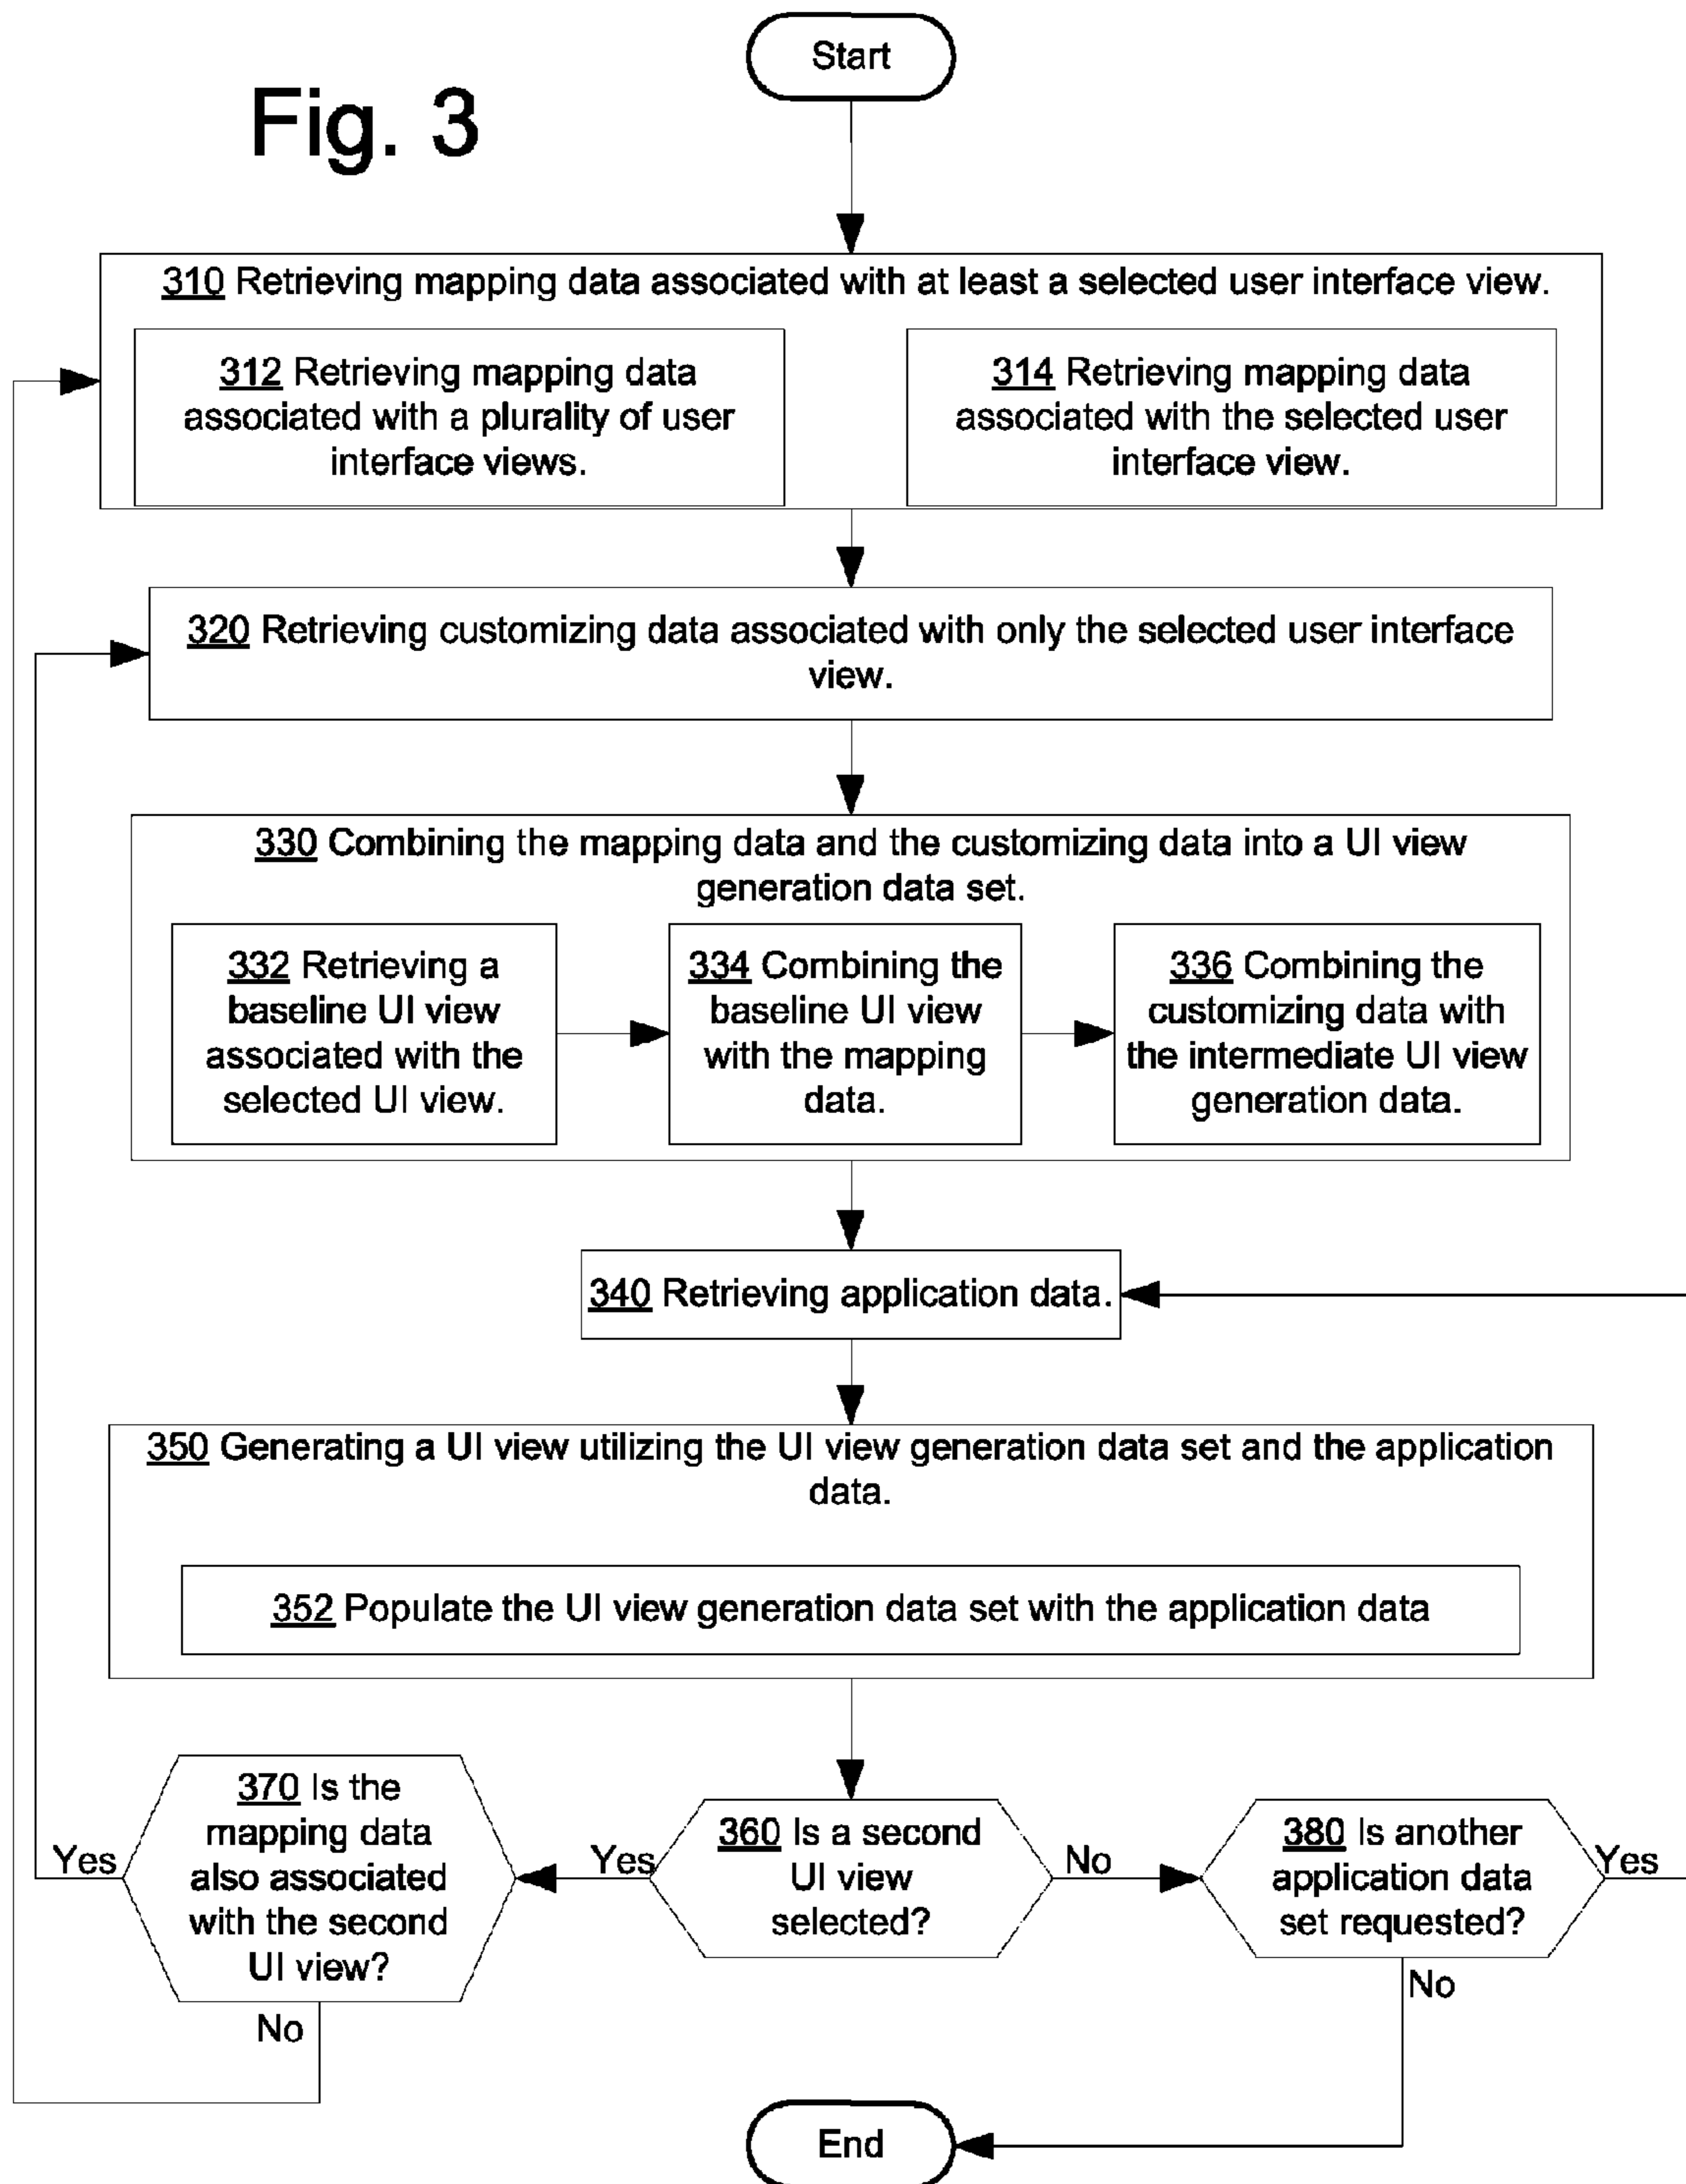 Start
Fig. 3
310 Retrieving mapping data associated with at least a selected user interface view.
312 Retrieving mapping data
associated with a plurality of user
interface views.
314 Retrieving mapping data
associated with the selected user
interface view.
320 Retrieving customizing data associated with only the selected user interface
view.
330 Combining the mapping data and the customizing data into a UI view
generation data set.
332 Retrieving a
baseline UI view
associated with the
selected UI view.
334 Combining the
baseline UI view
with the mapping
data.
336 Combining the
customizing data with
the intermediate UI view
generation data.
340 Retrieving application data.
350 Generating a UI view utilizing the UI view generation data set and the application
data.
352 Populate the UI view generation data set with the application data
370 Is the
mapping data
also associated
with the second
UI view?
Yes
No
360 Is a second
UI view
selected?
Yes
No
380 Is another
application data
set requested?
Yes
No
End